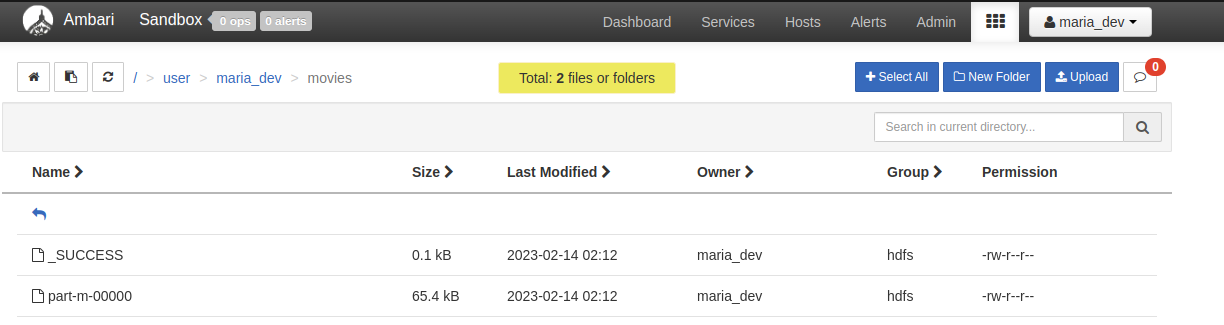 Ambari Sandbox 0 ops 0 alerts Dashboard Services Hosts Alerts Admin maria_dev
/ > user > maria_dev > movies Total: 2 files or folders Select All New Folder Upload 0
Search in current directory...
Name Size Last Modified Owner Group Permission
_SUCCESS 0.1 kB 2023-02-14 02:12 maria_dev hdfs -rw-r--r--
part-m-00000 65.4 kB 2023-02-14 02:12 maria_dev hdfs -rw-r--r--